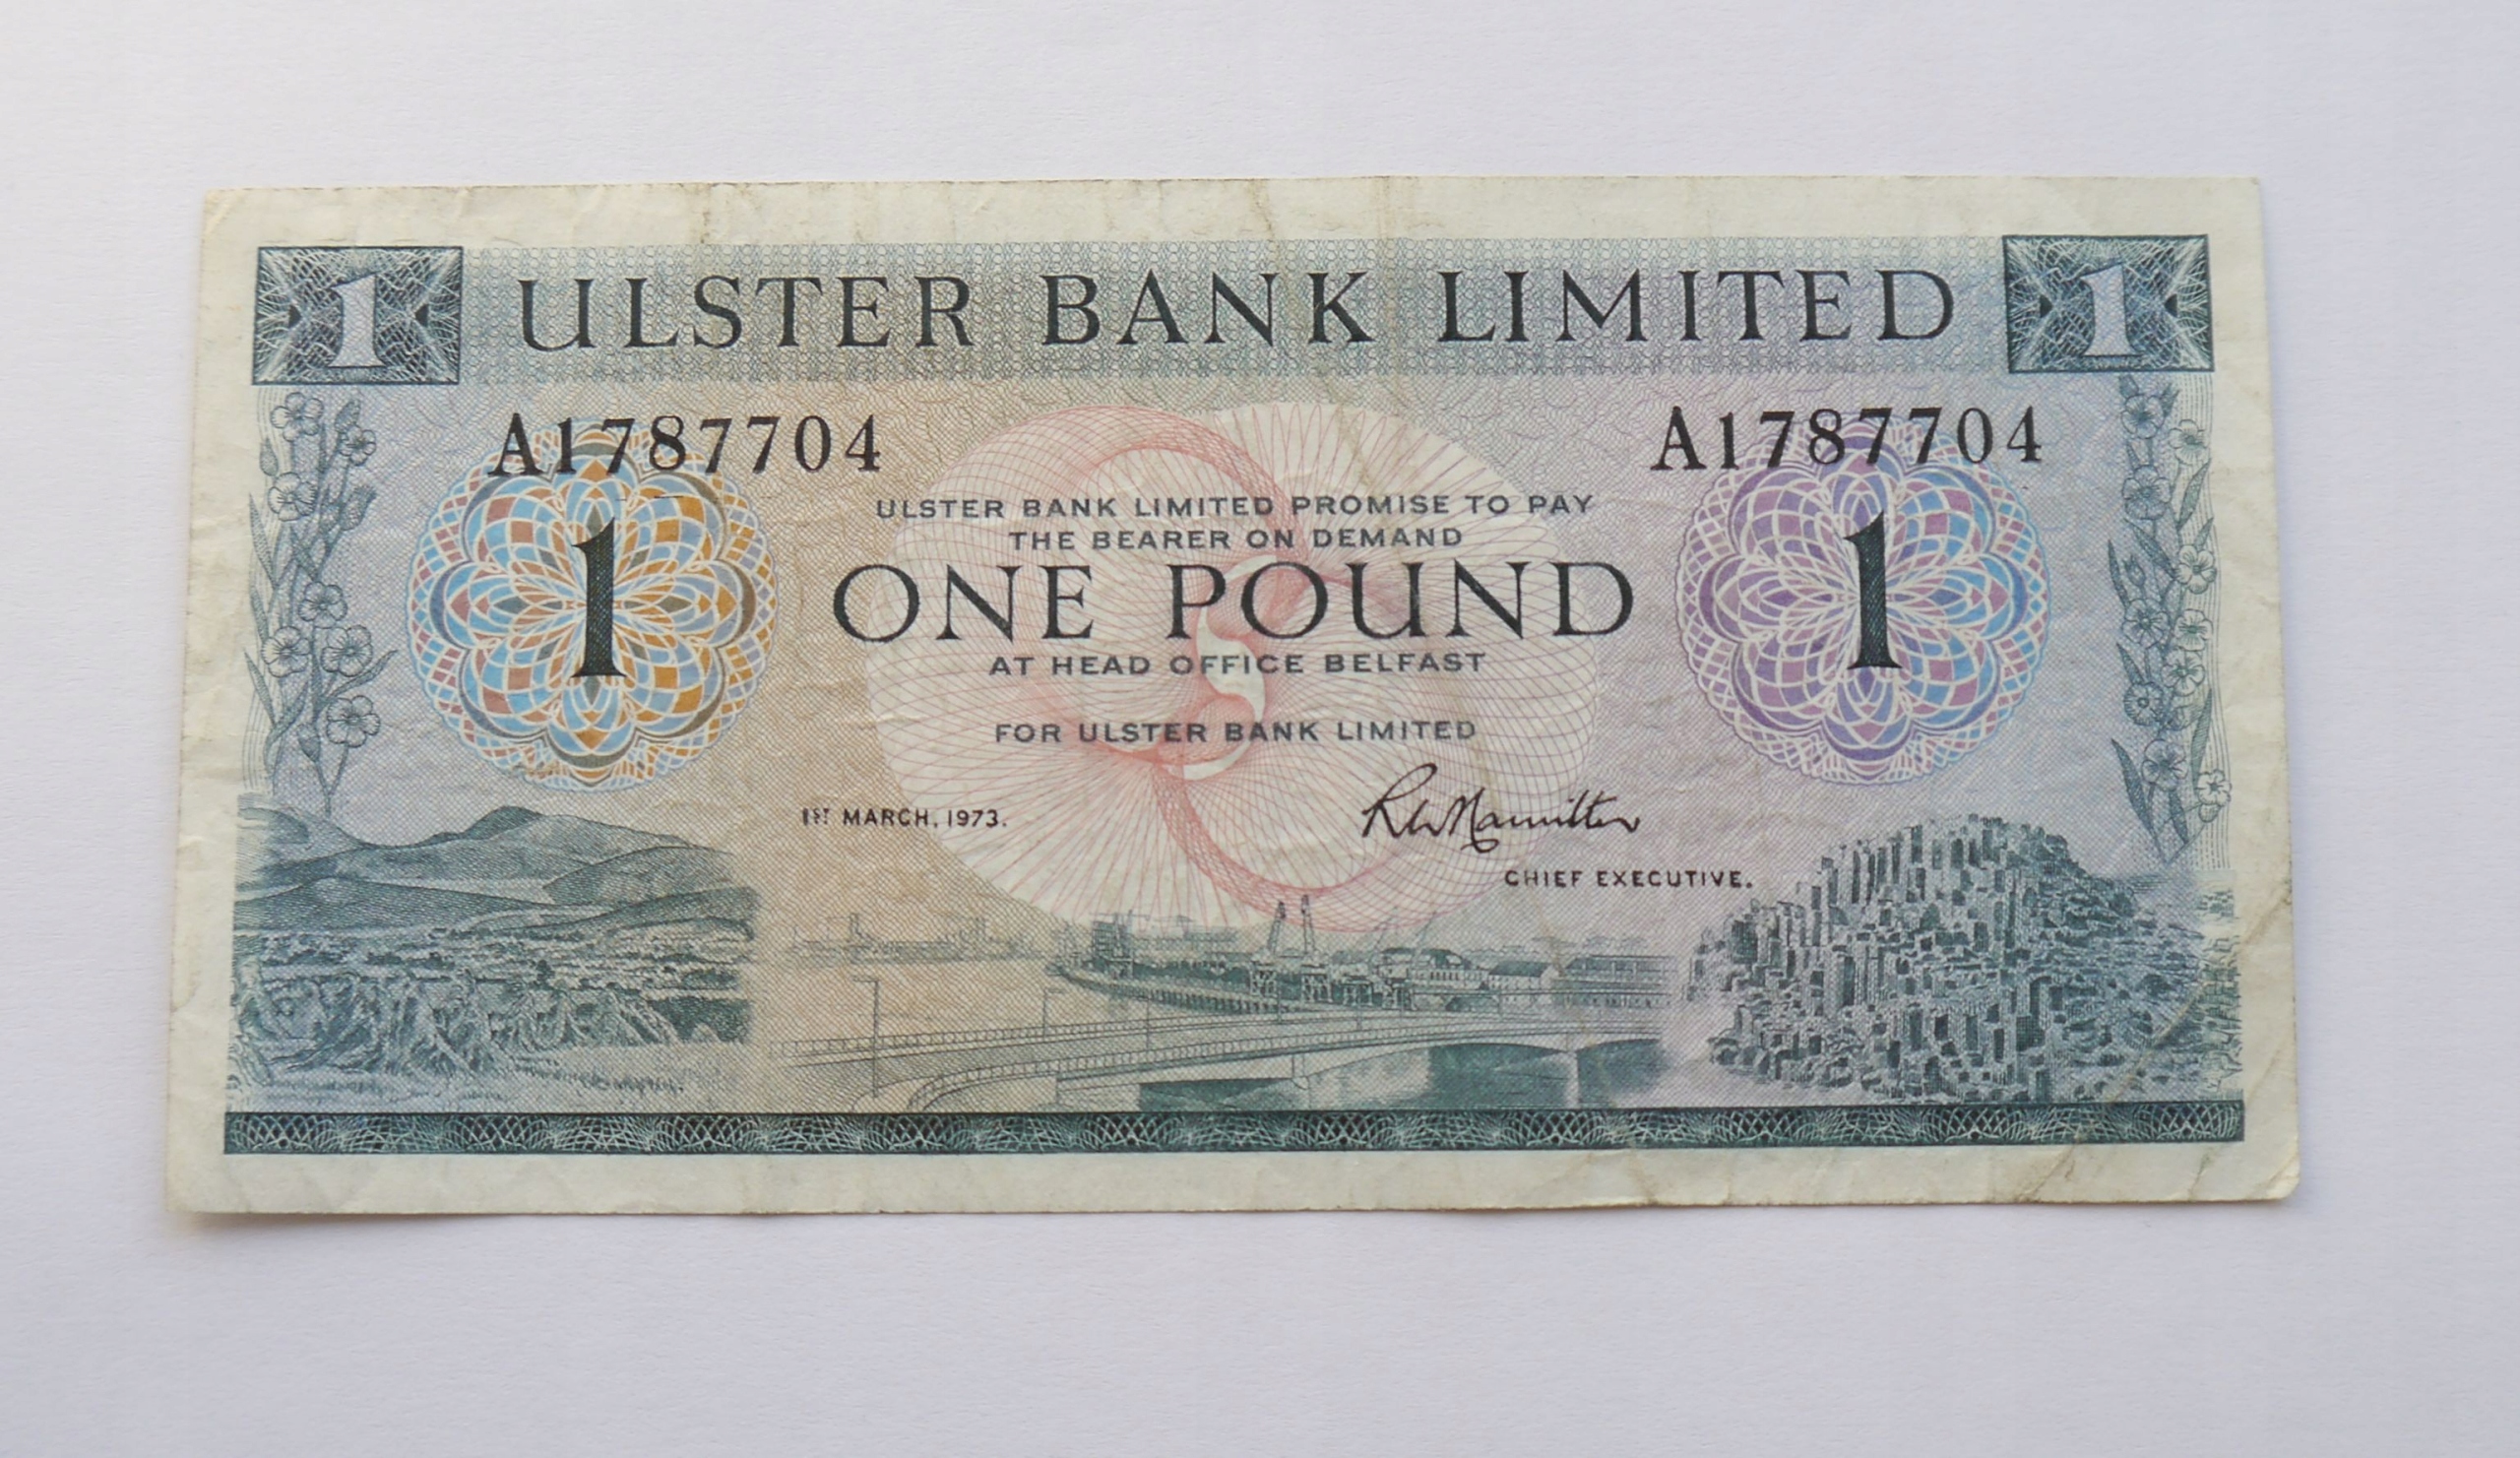 1 ULSTER BANK LIMITED 1
A1787704 A1787704
ULSTER BANK LIMITED PROMISE TO PAY
THE BEARER ON DEMAND
1 ONE POUND 1
AT HEAD OFFICE BELFAST
FOR ULSTER BANK LIMITED
1ST MARCH, 1973.
CHIEF EXECUTIVE.